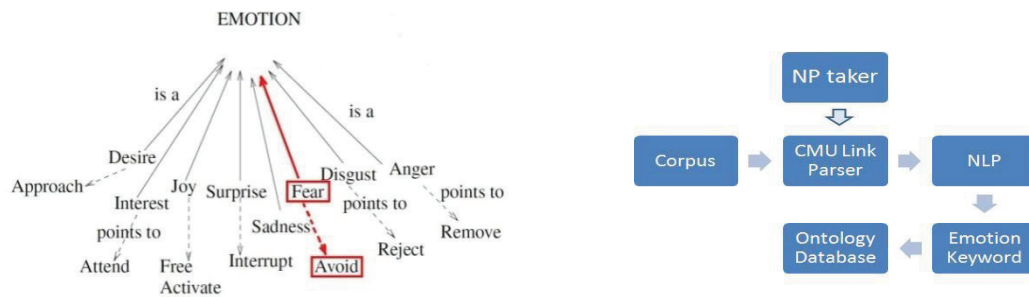 EMOTION
is a
is a
Desire
Approach
Interest
Joy
Surprise
Sadness
Fear
Disgust
Anger
points to
points to
points to
Attend
Free
Activate
Interrupt
Avoid
Reject
Remove
NP taker
Corpus
CMU Link
Parser
NLP
Ontology
Database
Emotion
Keyword